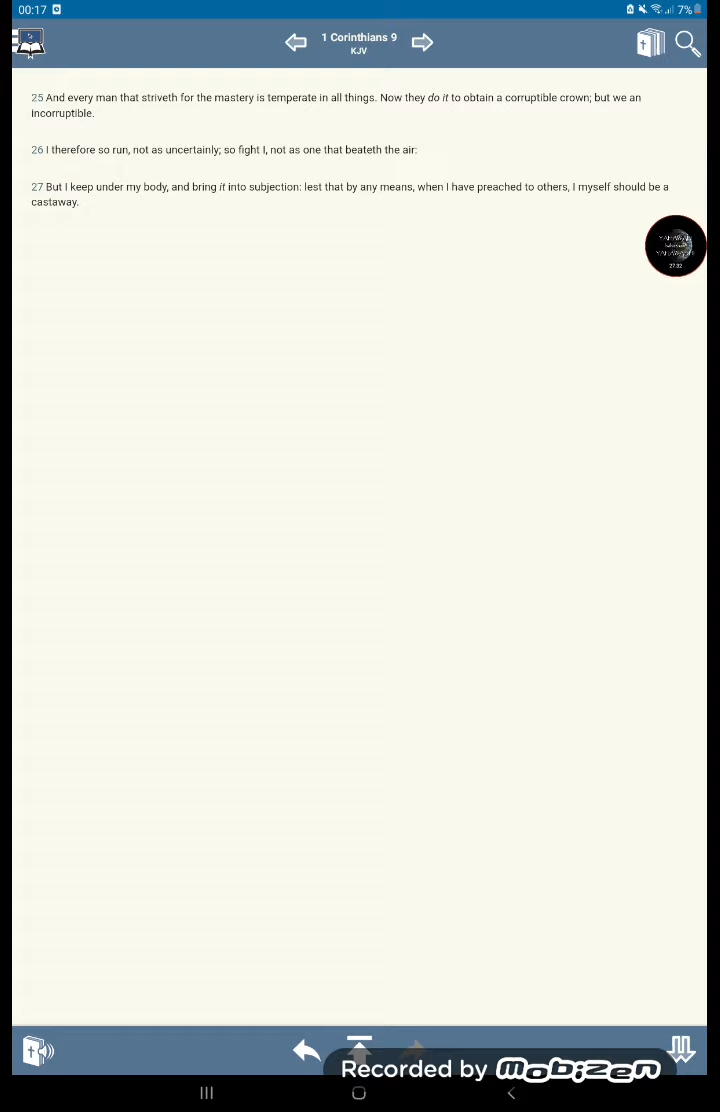 00:17
7%
1 Corinthians 9
KJV
25 And every man that striveth for the mastery is temperate in all things. Now they do it to obtain a corruptible crown; but we an
incorruptible.
26 I therefore so run, not as uncertainly; so fight I, not as one that beateth the air:
27 But I keep under my body, and bring it into subjection: lest that by any means, when I have preached to others, I myself should be a
castaway.
27:32
Recorded by mobizen